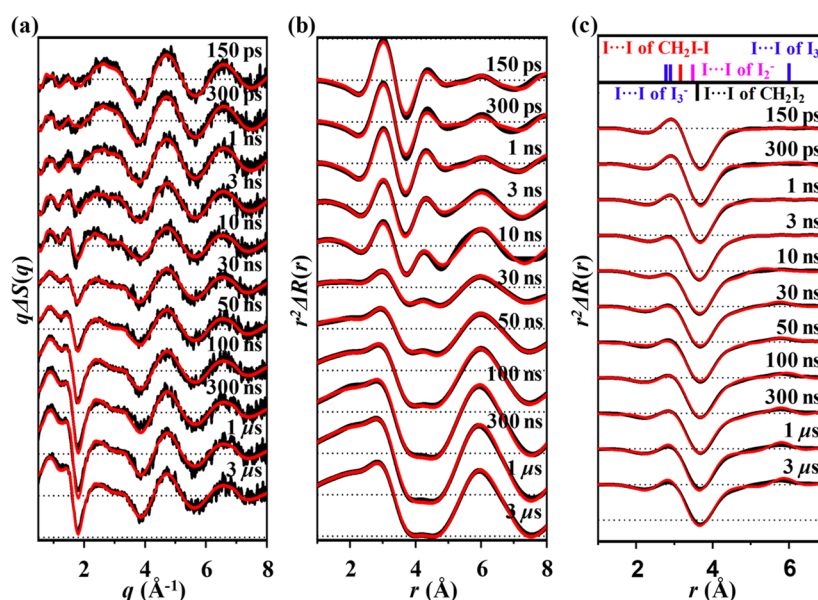 (a)
150 ps
300 ps
1 ns
3 ns
10 ns
30 ns
50 ns
100 ns
300 ns
1 μs
3 μs
qΔS(q)
2 4 6 8
q (Å⁻¹)
(b)
150 ps
300 ps
1 ns
3 ns
10 ns
30 ns
50 ns
100 ns
300 ns
1 μs
3 μs
r²ΔR(r)
0 2 4 6 8
r (Å)
(c)
I···I of CH₂I-I
I···I of I₃
I···I of I₂⁻
I···I of I₃⁻
I···I of CH₂I₂
150 ps
300 ps
1 ns
3 ns
10 ns
30 ns
50 ns
100 ns
300 ns
1 μs
3 μs
r²ΔR(r)
0 2 4 6
r (Å)